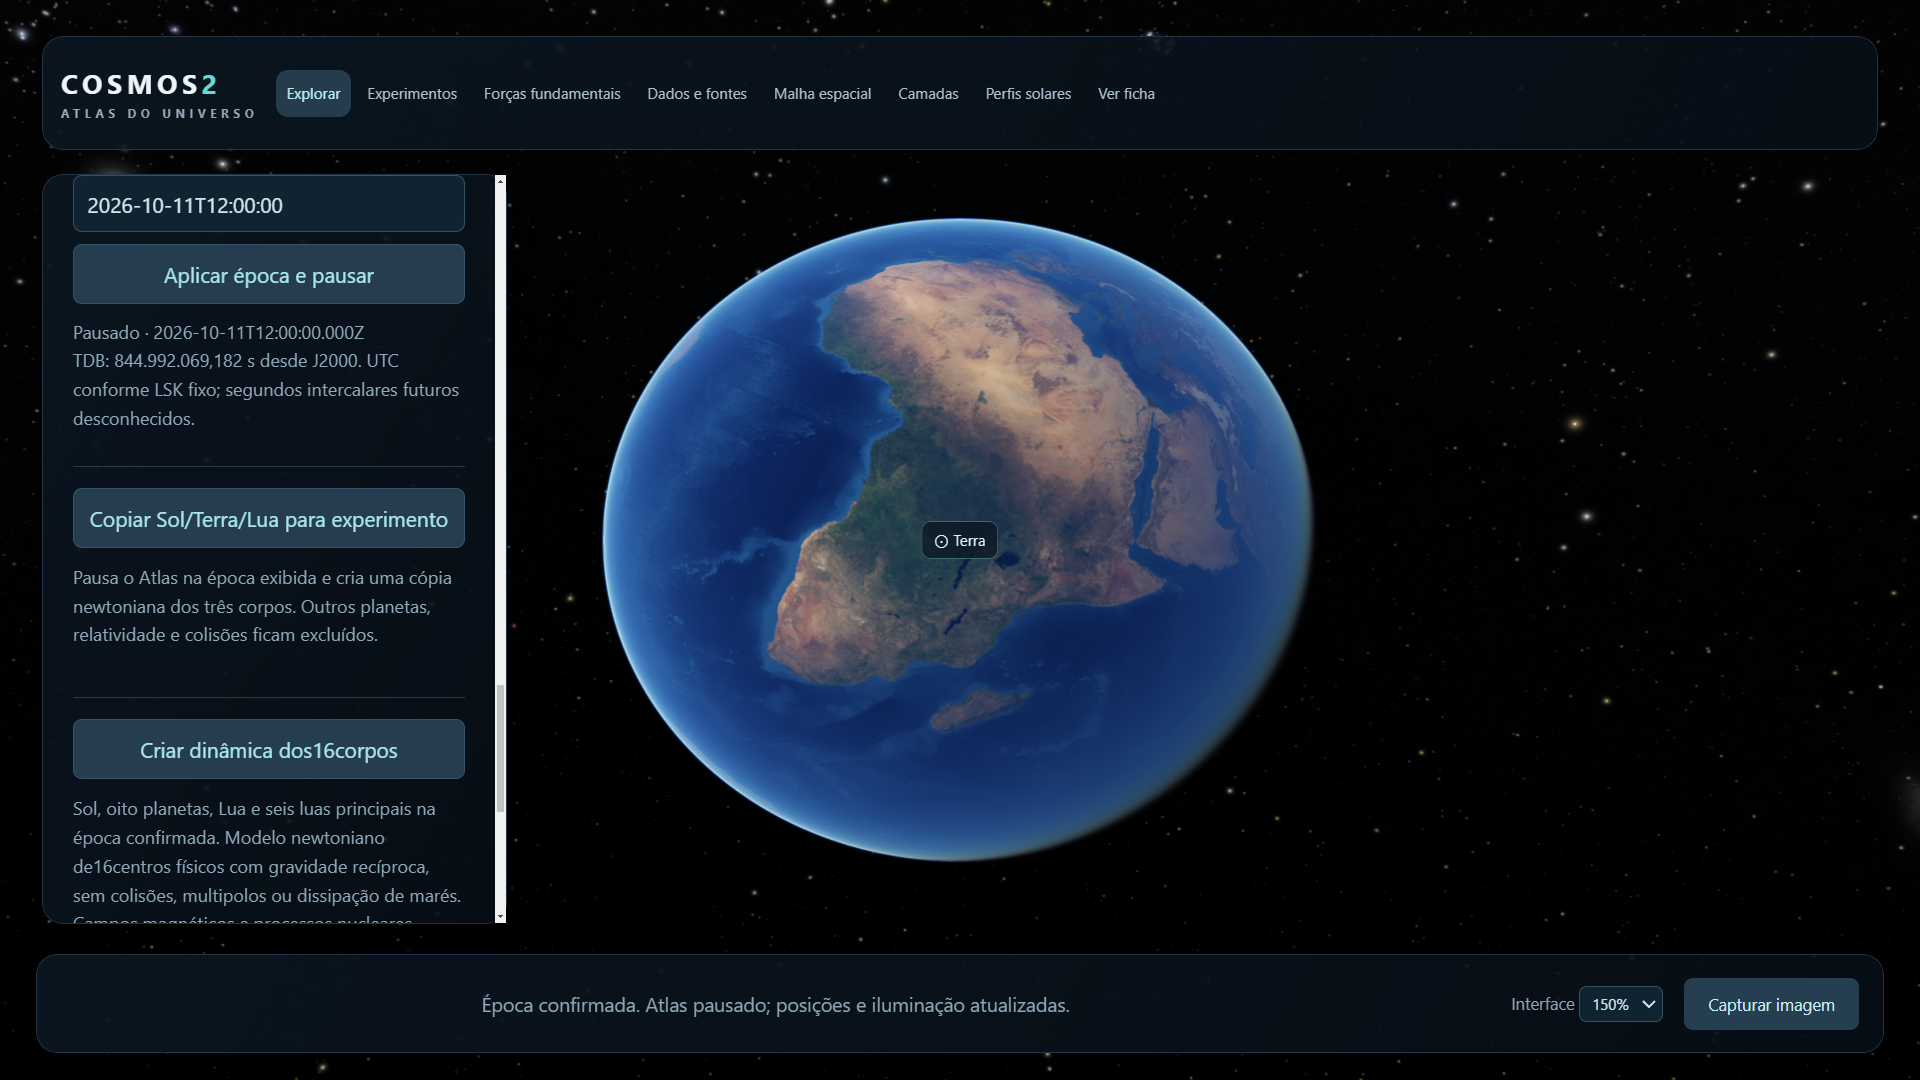 COSMOS2
ATLAS DO UNIVERSO
Explorar
Experimentos
Forças fundamentais
Dados e fontes
Malha espacial
Camadas
Perfis solares
Ver ficha
2026-10-11T12:00:00
Aplicar época e pausar
Pausado · 2026-10-11T12:00:00.000Z
TDB: 844.992.069,182 s desde J2000. UTC
conforme LSK fixo; segundos intercalares futuros
desconhecidos.
Copiar Sol/Terra/Lua para experimento
Pausa o Atlas na época exibida e cria uma cópia
newtoniana dos três corpos. Outros planetas,
relatividade e colisões ficam excluídos.
Criar dinâmica dos16corpos
Sol, oito planetas, Lua e seis luas principais na
época confirmada. Modelo newtoniano
de16centros físicos com gravidade recíproca,
sem colisões, multipolos ou dissipação de marés.
Campos magnéticos e processos nucleares
Terra
Época confirmada. Atlas pausado; posições e iluminação atualizadas.
Interface
150%
Capturar imagem